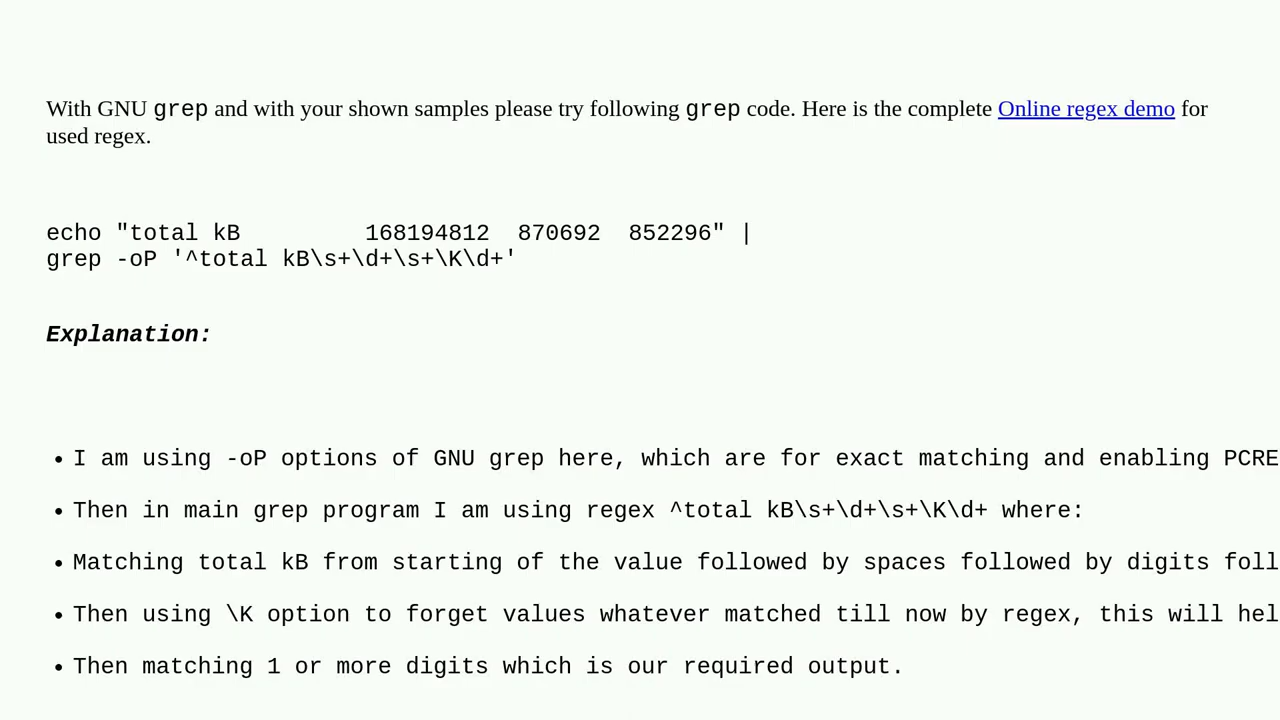 With GNU grep and with your shown samples please try following grep code. Here is the complete Online regex demo for
used regex.
echo "total kB         168194812  870692  852296" |
grep -oP '^total kB\s+\d+\s+\K\d+'
Explanation:
• I am using -oP options of GNU grep here, which are for exact matching and enabling PCRE
• Then in main grep program I am using regex ^total kB\s+\d+\s+\K\d+ where:
• Matching total kB from starting of the value followed by spaces followed by digits foll
• Then using \K option to forget values whatever matched till now by regex, this will hel
• Then matching 1 or more digits which is our required output.